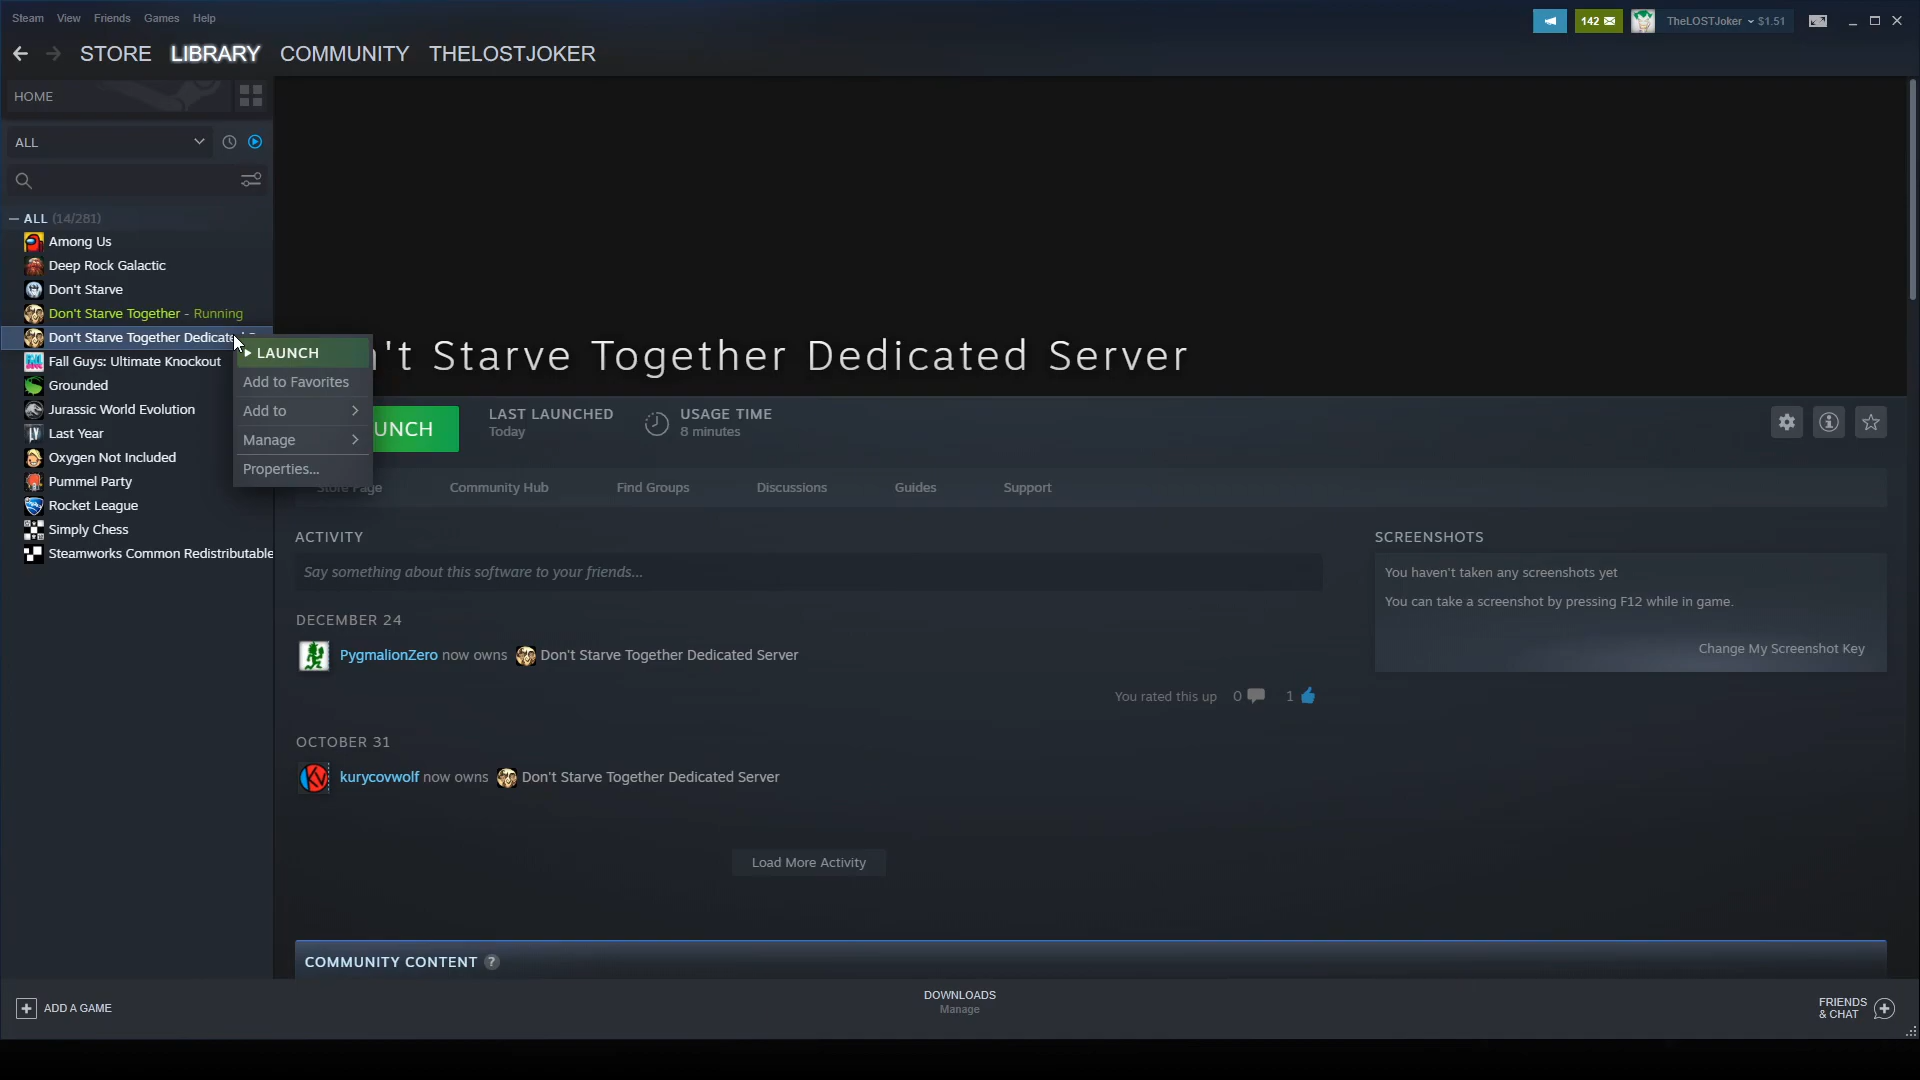 Steam View Friends Games Help
142
TheLOSTJoker $1.51
STORE LIBRARY COMMUNITY THELOSTJOKER
HOME
ALL
ALL (14/281)
Among Us
Deep Rock Galactic
Don't Starve
Don't Starve Together - Running
Don't Starve Together Dedicated
Fall Guys: Ultimate Knockout
Grounded
Jurassic World Evolution
Last Year
Oxygen Not Included
Pummel Party
Rocket League
Simply Chess
Steamworks Common Redistributable
LAUNCH
Add to Favorites
Add to
Manage
Properties...
't Starve Together Dedicated Server
UNCH
LAST LAUNCHED
Today
USAGE TIME
8 minutes
Store Page Community Hub Find Groups Discussions Guides Support
ACTIVITY
Say something about this software to your friends...
DECEMBER 24
PygmalionZero now owns Don't Starve Together Dedicated Server
You rated this up 0 1
OCTOBER 31
kurycovwolf now owns Don't Starve Together Dedicated Server
Load More Activity
SCREENSHOTS
You haven't taken any screenshots yet
You can take a screenshot by pressing F12 while in game.
Change My Screenshot Key
COMMUNITY CONTENT ?
ADD A GAME
DOWNLOADS
Manage
FRIENDS
& CHAT